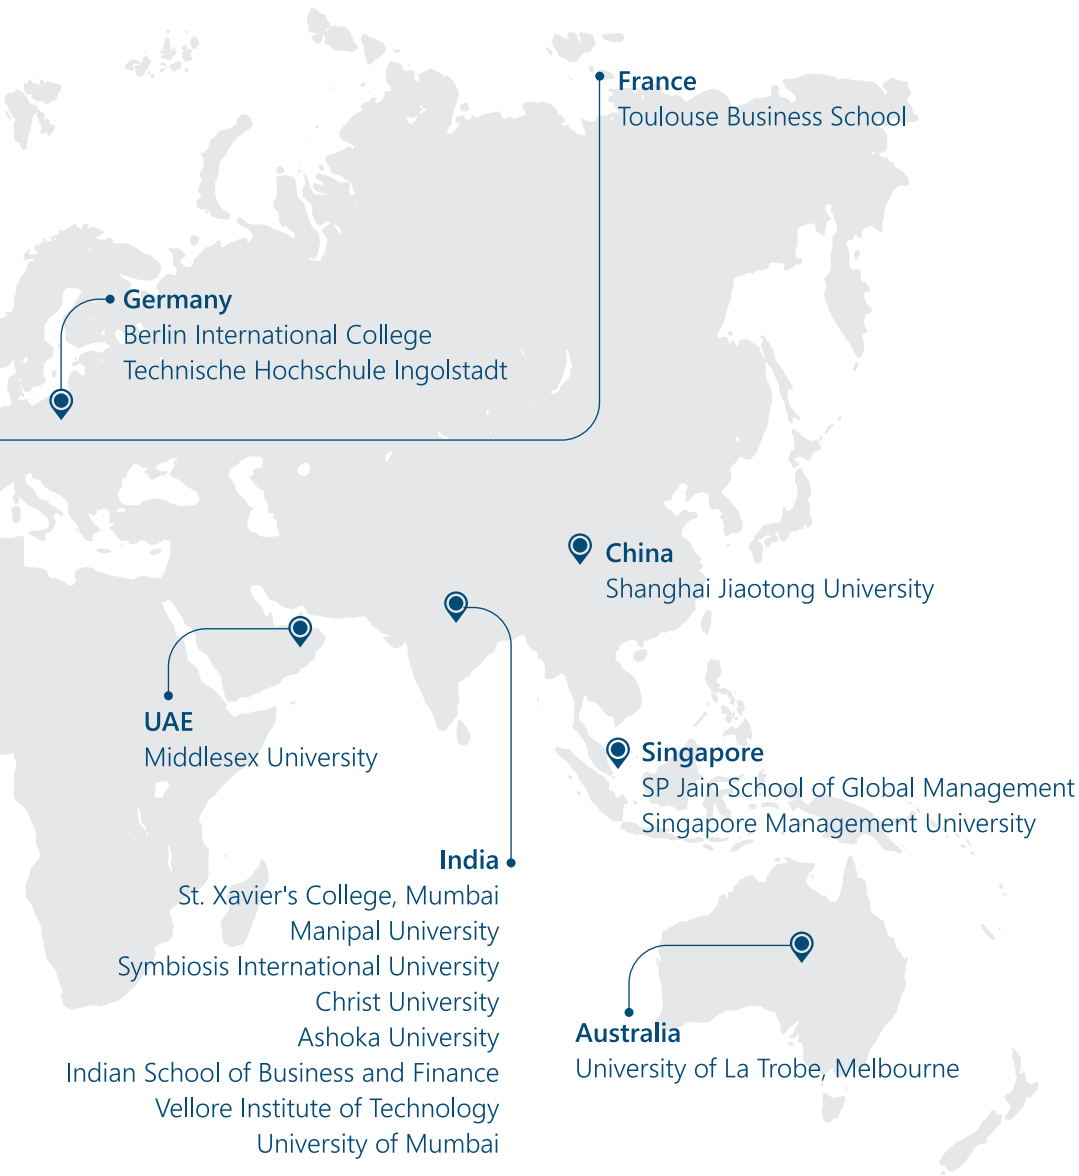 France
Toulouse Business School
Germany
Berlin International College
Technische Hochschule Ingolstadt
China
Shanghai Jiaotong University
UAE
Middlesex University
Singapore
SP Jain School of Global Management
Singapore Management University
India
St. Xavier's College, Mumbai
Manipal University
Symbiosis International University
Christ University
Ashoka University
Indian School of Business and Finance
Vellore Institute of Technology
University of Mumbai
Australia
University of La Trobe, Melbourne